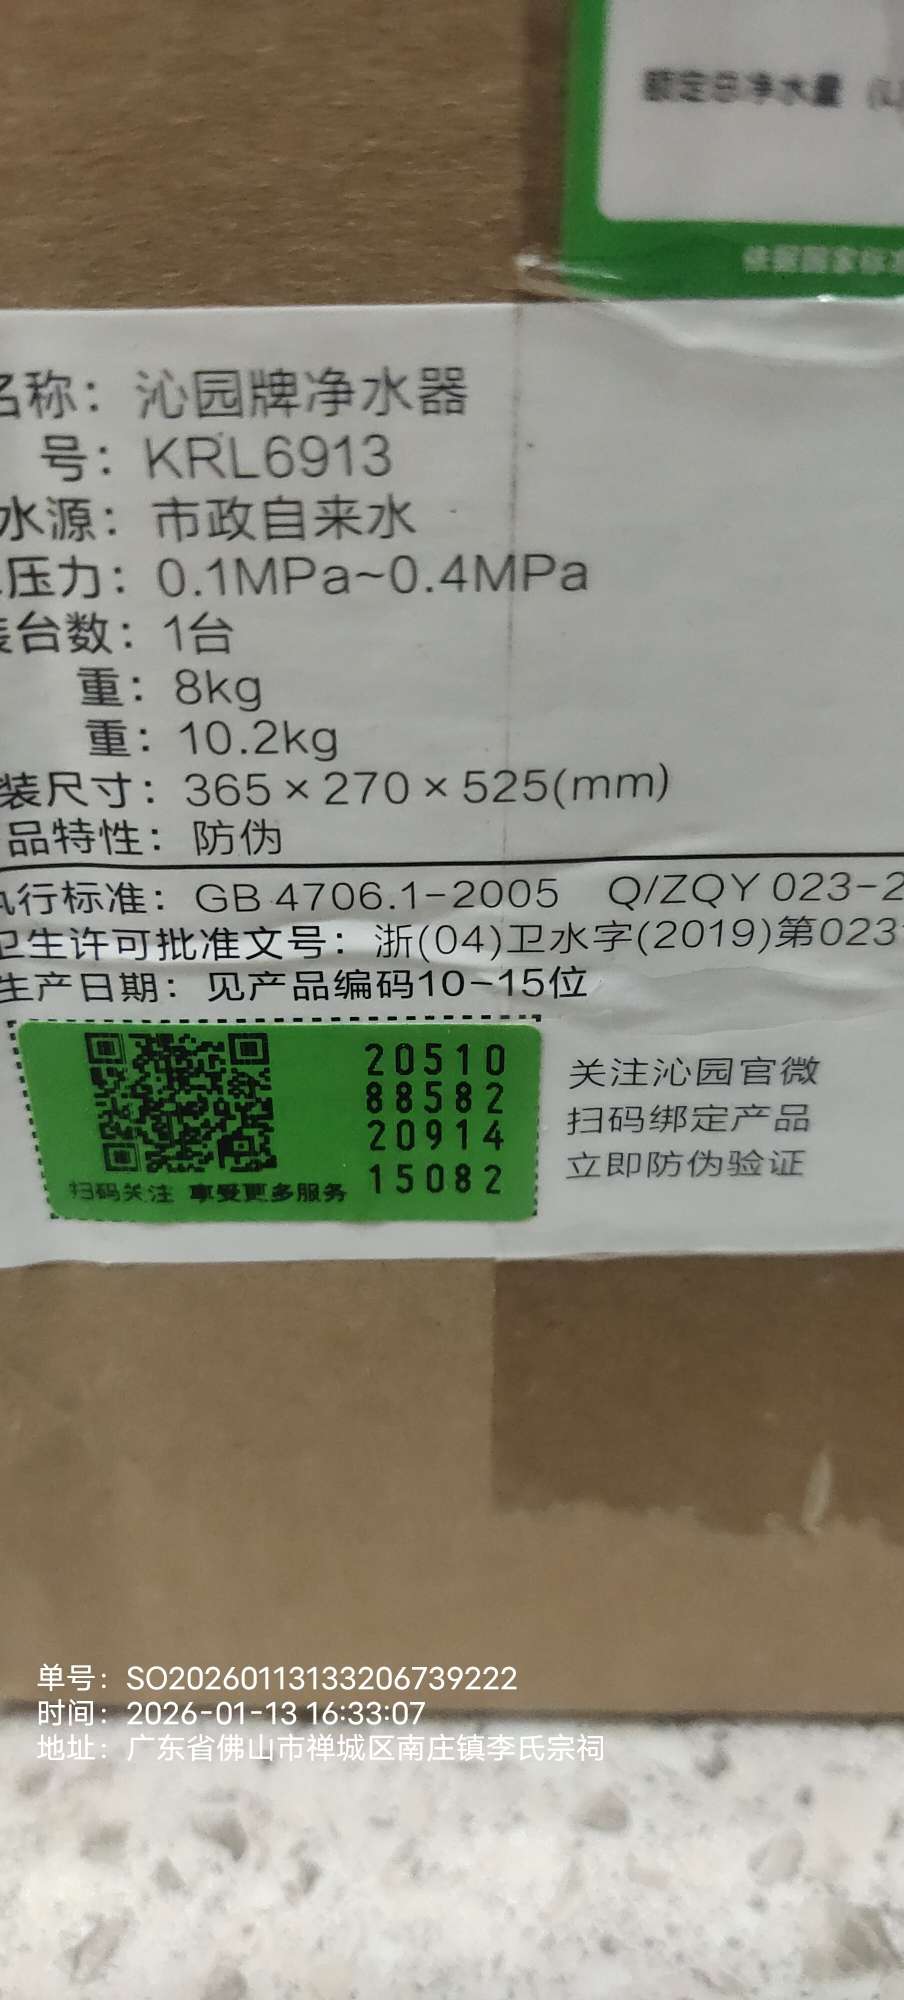 额定总净水量 (L)
依据国家标准
名称：沁园牌净水器
号：KRL6913
水源：市政自来水
压力：0.1MPa~0.4MPa
装台数：1台
重：8kg
重：10.2kg
装尺寸：365×270×525(mm)
品特性：防伪
执行标准：GB 4706.1-2005 Q/ZQY 023-2
卫生许可批准文号：浙(04)卫水字(2019)第023
生产日期：见产品编码10-15位
20510
88582
20914
15082
扫码关注 享受更多服务
关注沁园官微
扫码绑定产品
立即防伪验证
单号：SO20260113133206739222
时间：2026-01-13 16:33:07
地址：广东省佛山市禅城区南庄镇李氏宗祠